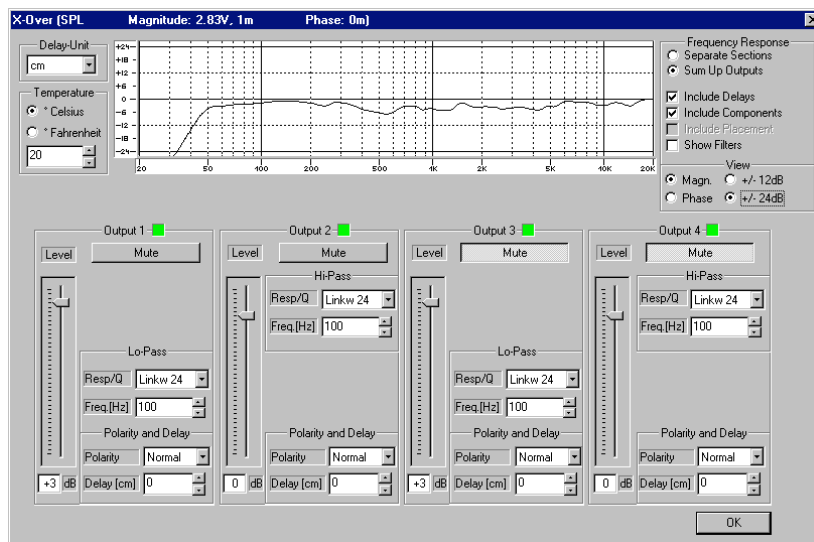 X-Over (SPL Magnitude: 2.83V, 1m Phase: 0m)
Delay-Unit
cm
Temperature
° Celsius
° Fahrenheit
20
+24
+18
+12
+6
0
-6
-12
-18
-24
20 50 100 200 500 1K 2K 5K 10K 20K
Frequency Response
Separate Sections
Sum Up Outputs
Include Delays
Include Components
Include Placement
Show Filters
View
Magn. +/- 12dB
Phase +/- 24dB
Output 1
Level
Mute
Lo-Pass
Resp/Q Linkw 24
Freq.[Hz] 100
Polarity and Delay
Polarity Normal
+3 dB Delay [cm] 0
Output 2
Level
Mute
Hi-Pass
Resp/Q Linkw 24
Freq.[Hz] 100
Polarity and Delay
Polarity Normal
0 dB Delay [cm] 0
Output 3
Level
Mute
Lo-Pass
Resp/Q Linkw 24
Freq.[Hz] 100
Polarity and Delay
Polarity Normal
+3 dB Delay [cm] 0
Output 4
Level
Mute
Hi-Pass
Resp/Q Linkw 24
Freq.[Hz] 100
Polarity and Delay
Polarity Normal
0 dB Delay [cm] 0
OK